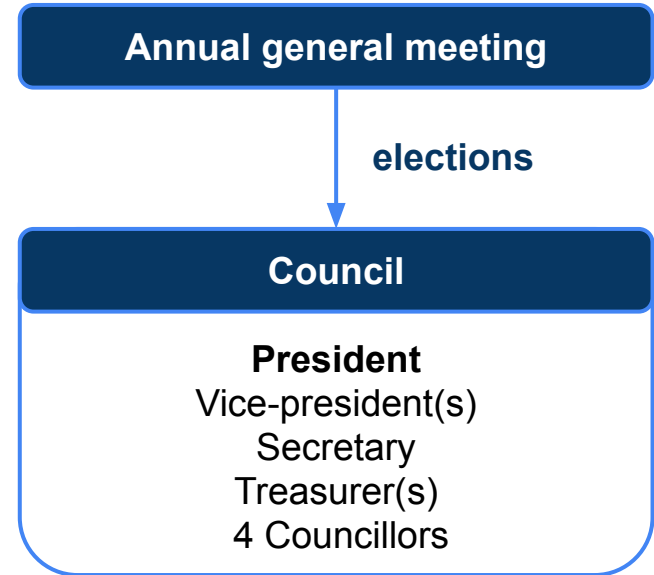 Annual general meeting
elections
Council
President
Vice-president(s)
Secretary
Treasurer(s)
4 Councillors